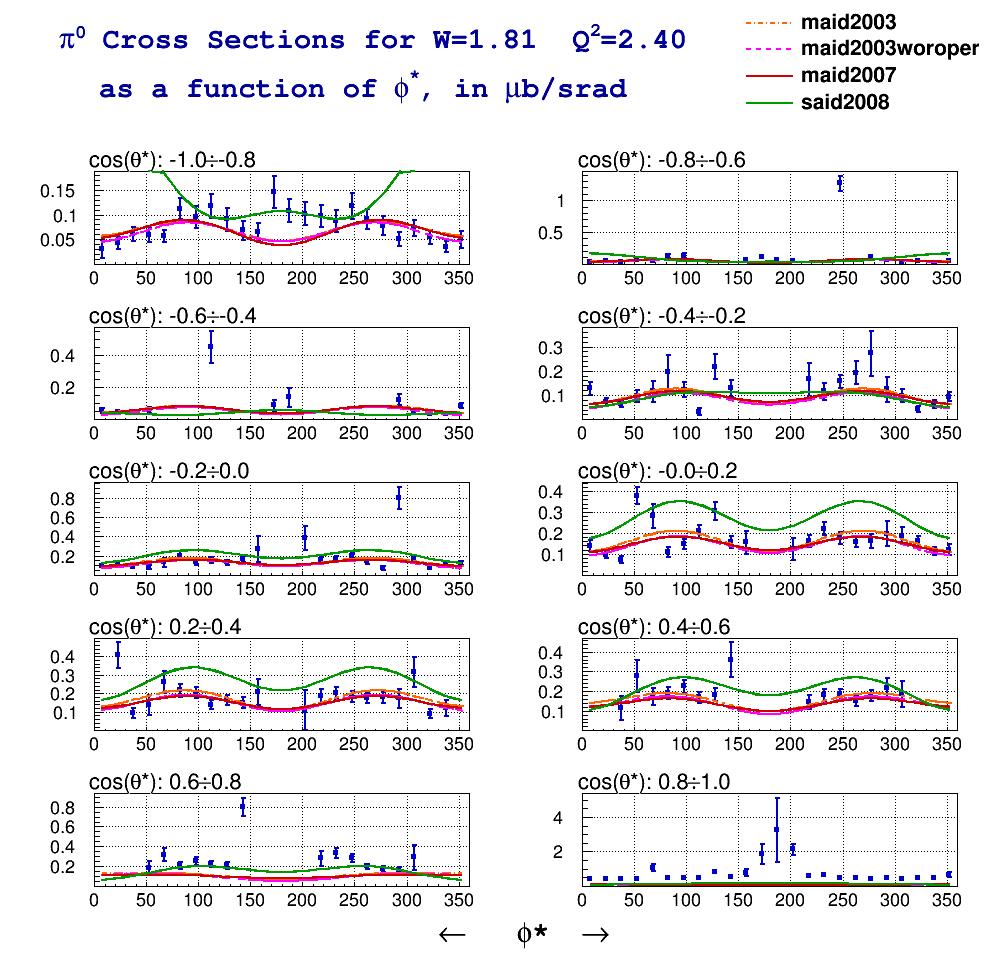 π⁰ Cross Sections for W=1.81 Q²=2.40
as a function of ϕ*, in μb/srad
maid2003
maid2003woroper
maid2007
said2008
cos(θ*): -1.0÷-0.8
0.15
0.1
0.05
0 50 100 150 200 250 300 350
cos(θ*): -0.8÷-0.6
1
0.5
0 50 100 150 200 250 300 350
cos(θ*): -0.6÷-0.4
0.4
0.2
0 50 100 150 200 250 300 350
cos(θ*): -0.4÷-0.2
0.3
0.2
0.1
0 50 100 150 200 250 300 350
cos(θ*): -0.2÷0.0
0.8
0.6
0.4
0.2
0 50 100 150 200 250 300 350
cos(θ*): -0.0÷0.2
0.4
0.3
0.2
0.1
0 50 100 150 200 250 300 350
cos(θ*): 0.2÷0.4
0.4
0.3
0.2
0.1
0 50 100 150 200 250 300 350
cos(θ*): 0.4÷0.6
0.4
0.3
0.2
0.1
0 50 100 150 200 250 300 350
cos(θ*): 0.6÷0.8
0.8
0.6
0.4
0.2
0 50 100 150 200 250 300 350
cos(θ*): 0.8÷1.0
4
2
0 50 100 150 200 250 300 350
← ϕ* →